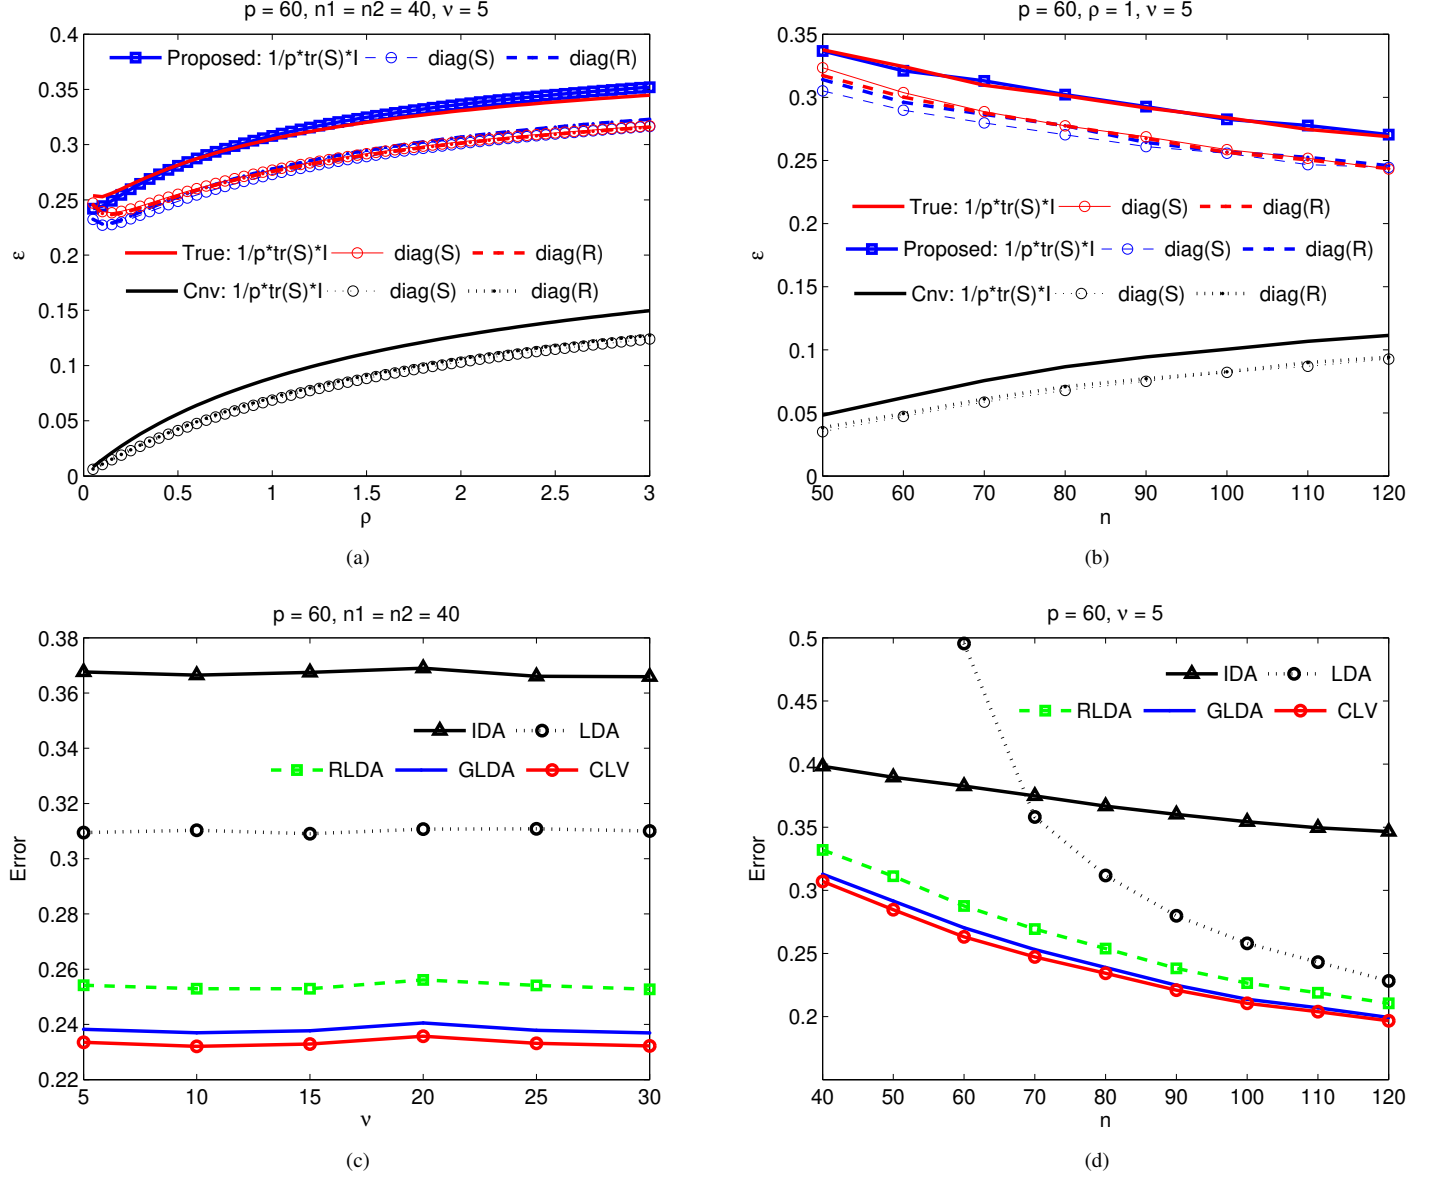 p = 60, n1 = n2 = 40, ν = 5
0.4
0.35
0.3
0.25
0.2
0.15
0.1
0.05
0
ε
Proposed: 1/p*tr(S)*I diag(S) diag(R)
True: 1/p*tr(S)*I diag(S) diag(R)
Cnv: 1/p*tr(S)*I diag(S) diag(R)
0 0.5 1 1.5 2 2.5 3
ρ
(a)
p = 60, ρ = 1, ν = 5
0.35
0.3
0.25
0.2
0.15
0.1
0.05
0
ε
True: 1/p*tr(S)*I diag(S) diag(R)
Proposed: 1/p*tr(S)*I diag(S) diag(R)
Cnv: 1/p*tr(S)*I diag(S) diag(R)
50 60 70 80 90 100 110 120
n
(b)
p = 60, n1 = n2 = 40
0.38
0.36
0.34
0.32
0.3
0.28
0.26
0.24
0.22
Error
IDA LDA
RLDA GLDA CLV
5 10 15 20 25 30
ν
(c)
p = 60, ν = 5
0.5
0.45
0.4
0.35
0.3
0.25
0.2
Error
IDA LDA
RLDA GLDA CLV
40 50 60 70 80 90 100 110 120
n
(d)